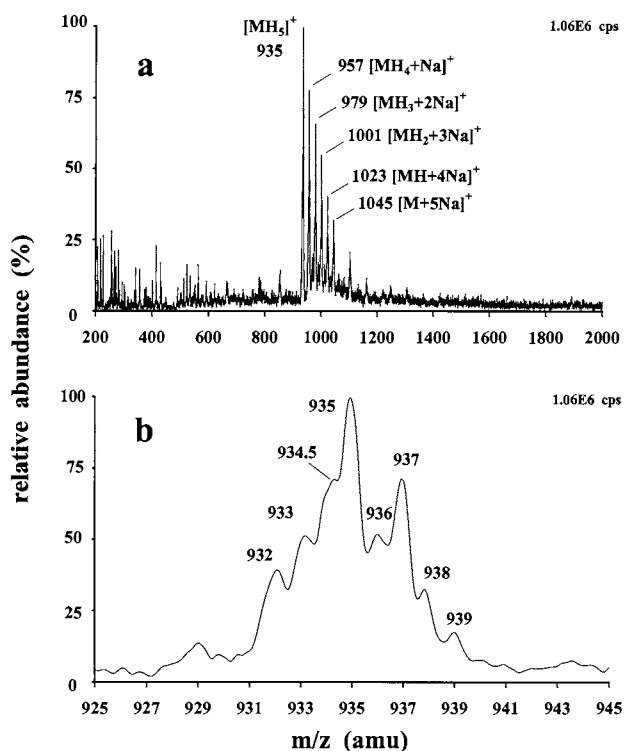 100
[MH₅]⁺
935
1.06E6 cps
a
957 [MH₄+Na]⁺
979 [MH₃+2Na]⁺
1001 [MH₂+3Na]⁺
1023 [MH+4Na]⁺
1045 [M+5Na]⁺
75
50
25
0
200 400 600 800 1000 1200 1400 1600 1800 2000
relative abundance (%)
100
935
1.06E6 cps
b
934.5
937
75
933
936
50
932
938
939
25
0
925 927 929 931 933 935 937 939 941 943 945
m/z (amu)